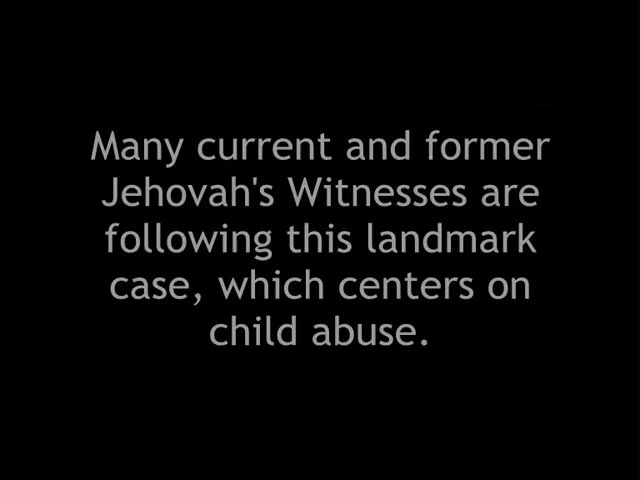 Many current and former
Jehovah's Witnesses are
following this landmark
case, which centers on
child abuse.